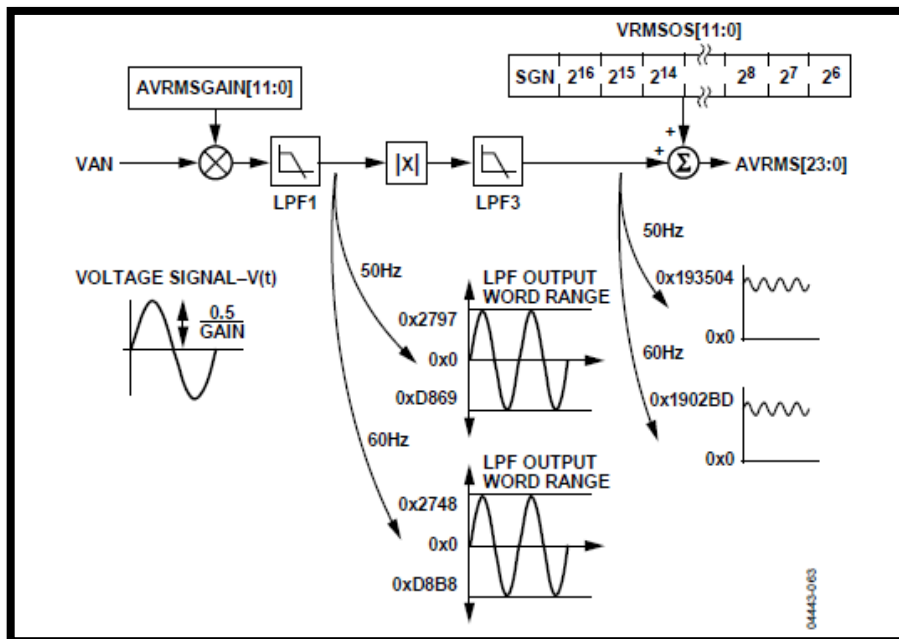 VRMSOS[11:0]
SGN 2^16 2^15 2^14 2^8 2^7 2^6
AVRMSGAIN[11:0]
+
+
VAN
|X|
Σ
AVRMS[23:0]
LPF1
LPF3
50Hz
VOLTAGE SIGNAL–V(t)
0.5
GAIN
50Hz
LPF OUTPUT
WORD RANGE
0x2797
0x0
0xD869
0x193504
0x0
60Hz
0x1902BD
0x0
60Hz
LPF OUTPUT
WORD RANGE
0x2748
0x0
0xD8B8
04443-063